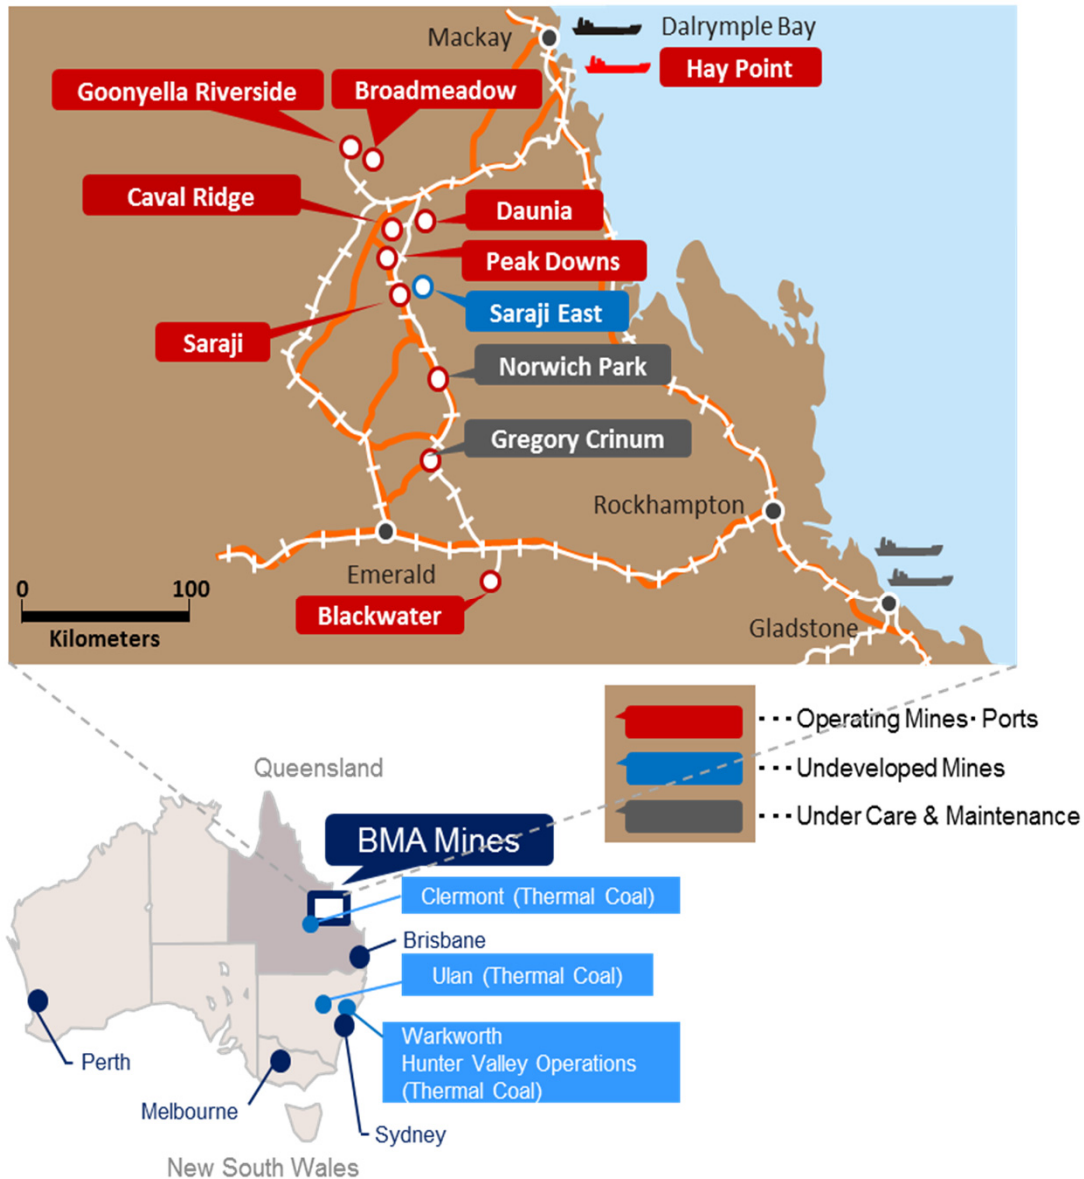 Mackay
Dalrymple Bay
Hay Point
Goonyella Riverside
Broadmeadow
Caval Ridge
Daunia
Peak Downs
Saraji East
Saraji
Norwich Park
Gregory Crinum
Rockhampton
Emerald
0 100
Kilometers
Blackwater
Gladstone
Operating Mines· Ports
Undeveloped Mines
Under Care & Maintenance
Queensland
BMA Mines
Clermont (Thermal Coal)
Brisbane
Ulan (Thermal Coal)
Warkworth
Hunter Valley Operations
(Thermal Coal)
Perth
Melbourne
Sydney
New South Wales